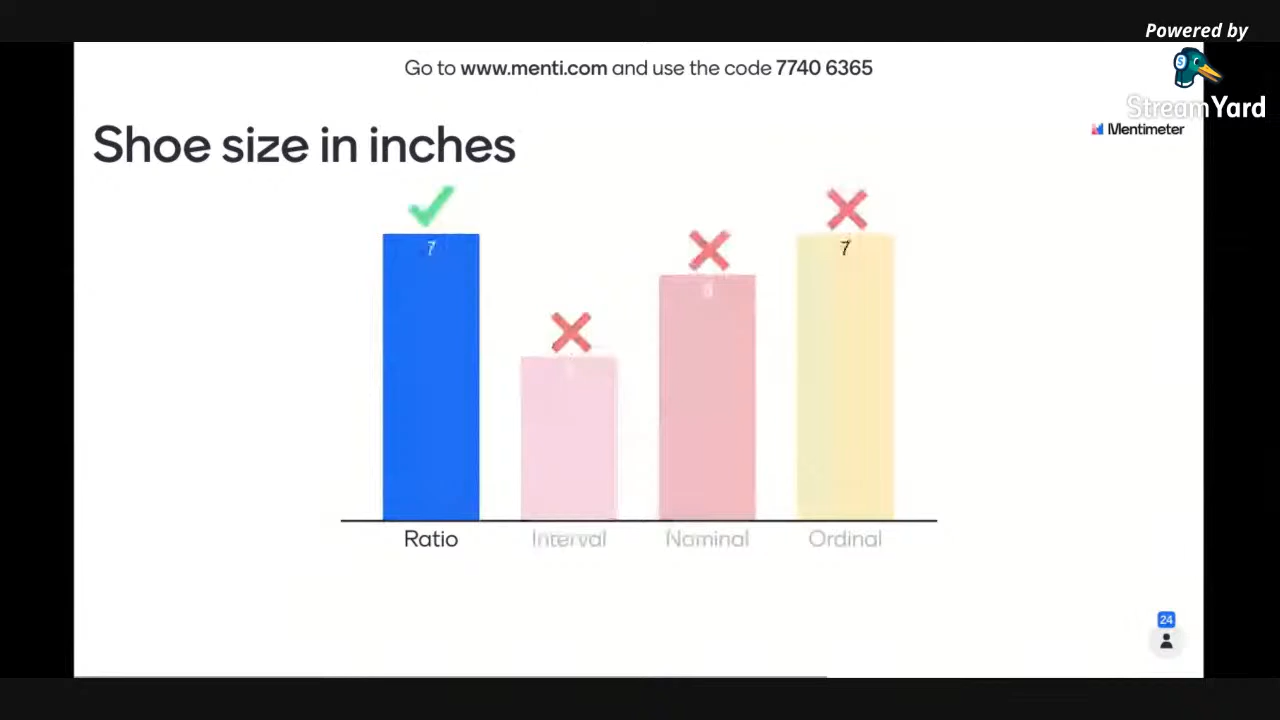 Powered by
Go to www.menti.com and use the code 7740 6365
StreamYard
Mentimeter
Shoe size in inches
7
7
Ratio
Interval
Nominal
Ordinal
24